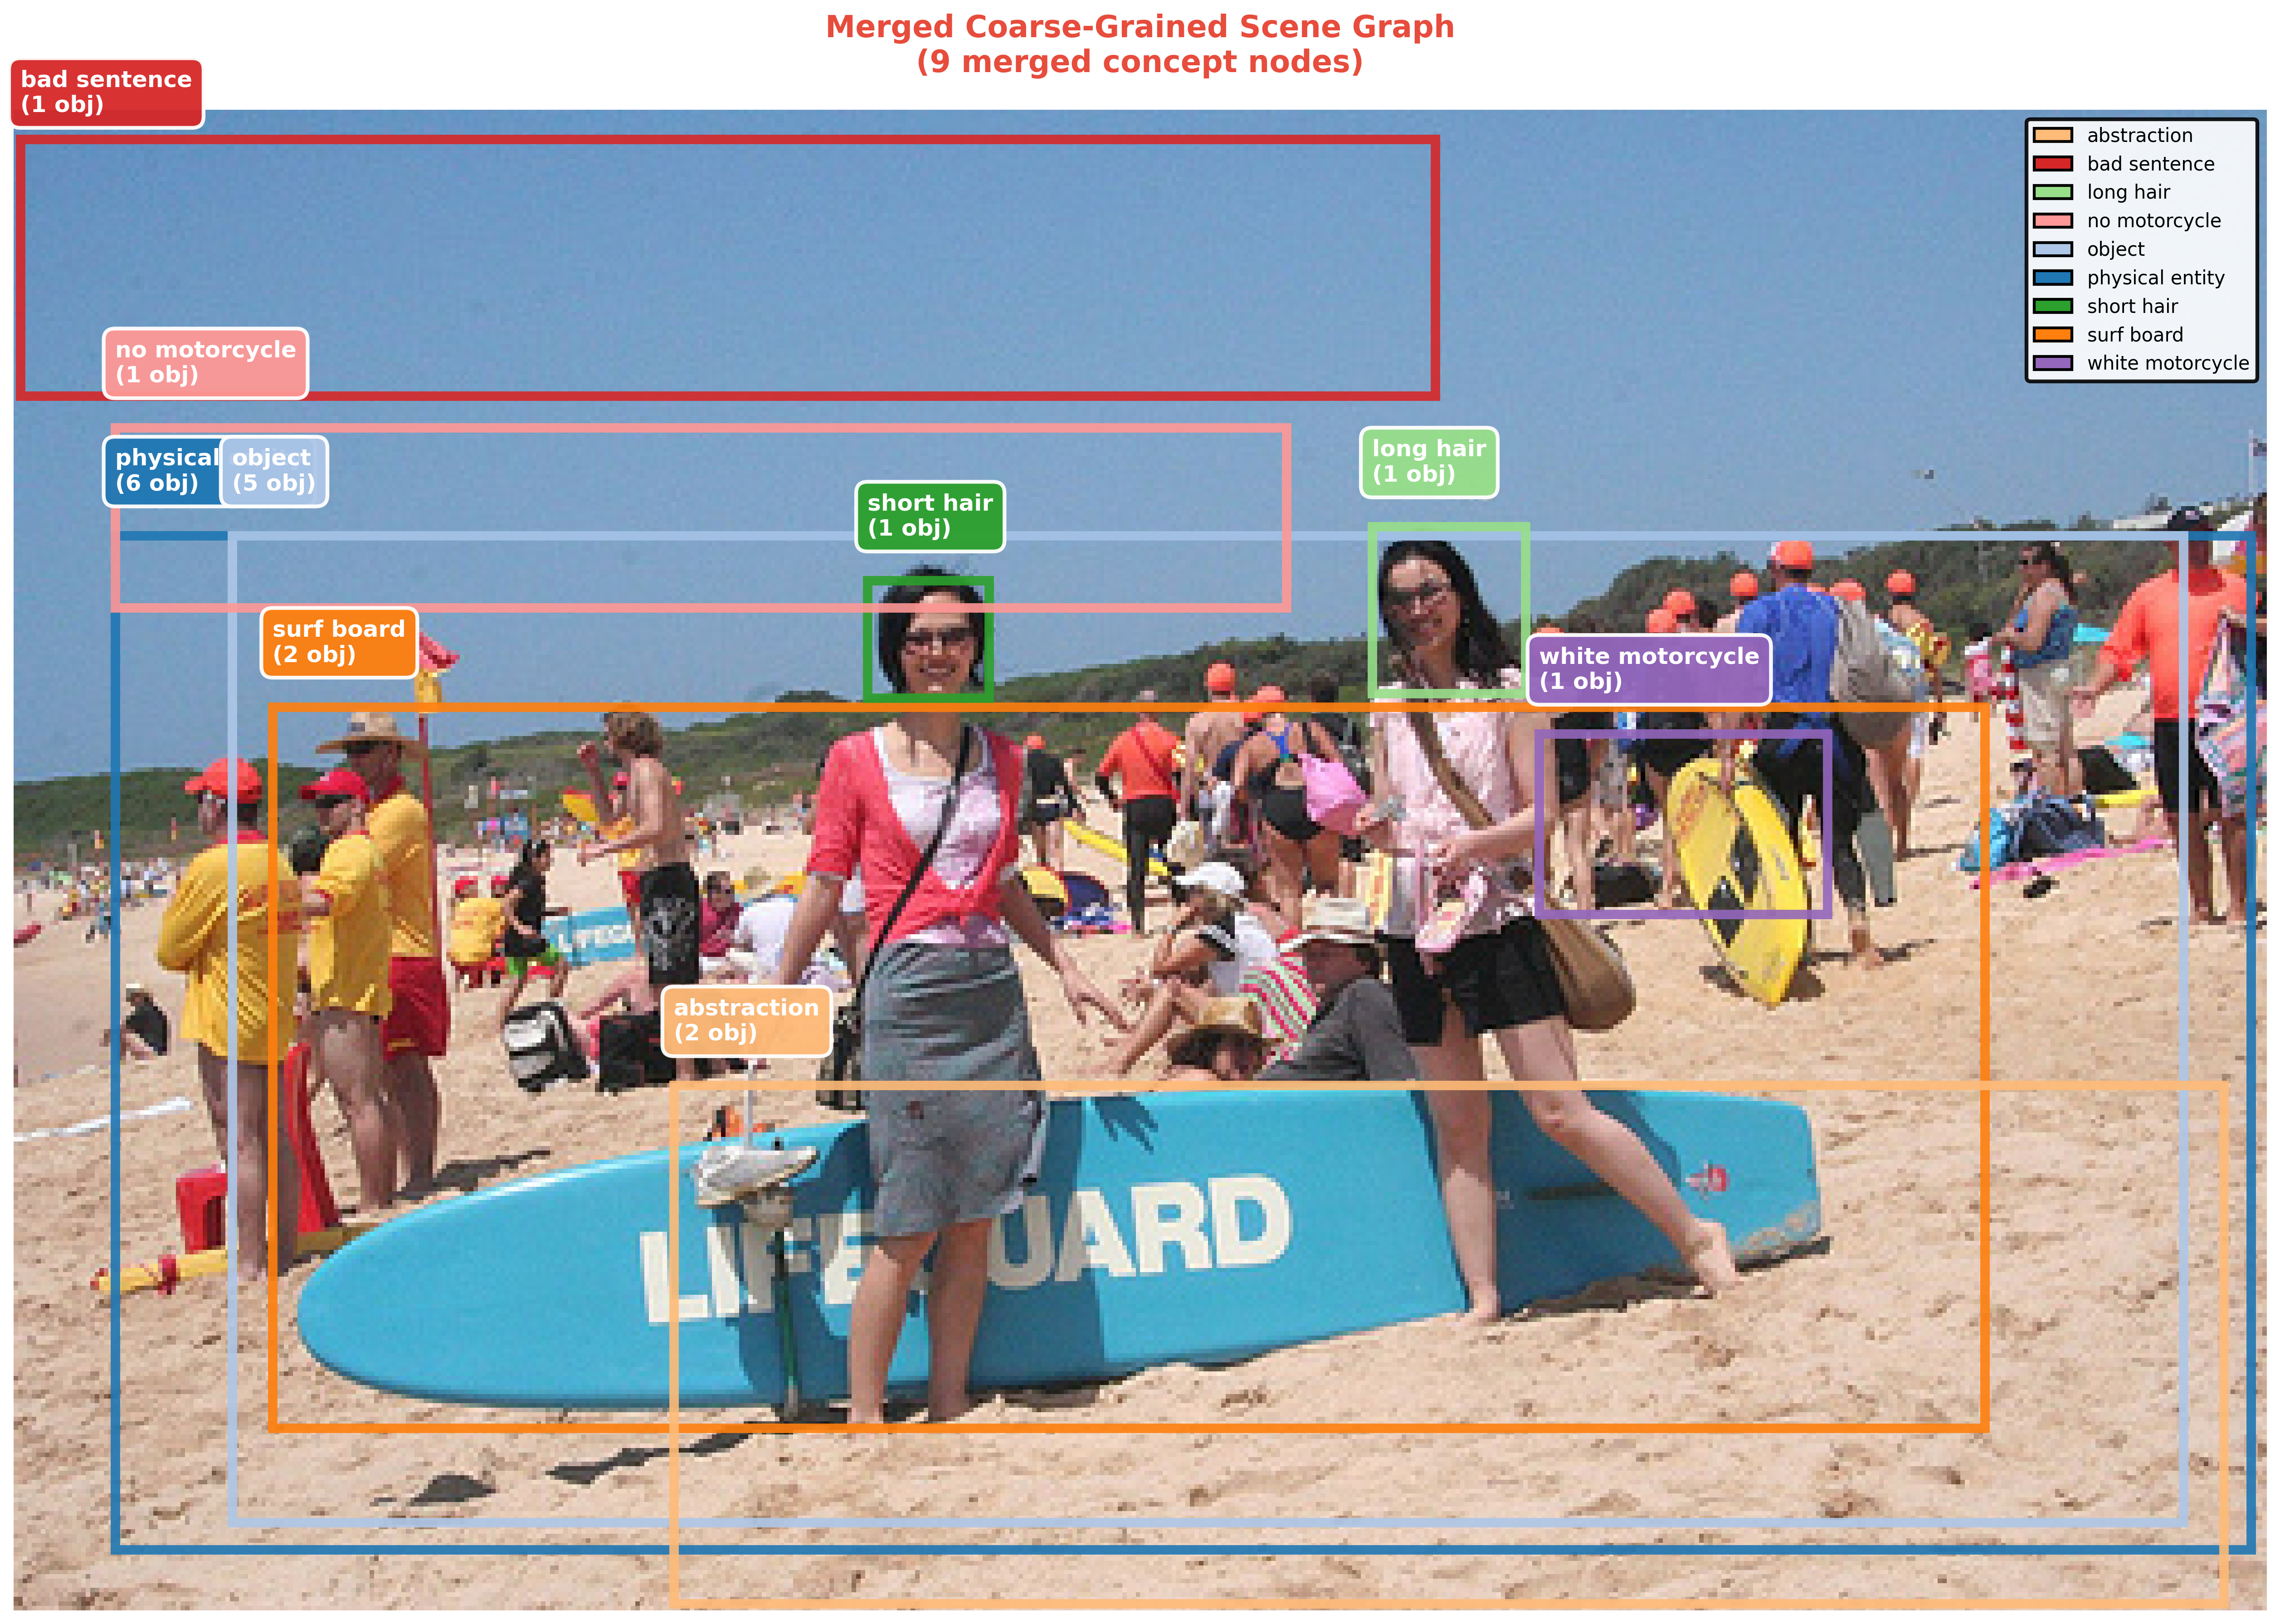 Merged Coarse-Grained Scene Graph
(9 merged concept nodes)
bad sentence
(1 obj)
abstraction
bad sentence
long hair
no motorcycle
object
physical entity
short hair
surf board
white motorcycle
no motorcycle
(1 obj)
physical
(6 obj)
object
(5 obj)
long hair
(1 obj)
short hair
(1 obj)
surf board
(2 obj)
white motorcycle
(1 obj)
abstraction
(2 obj)
LIFEGUARD